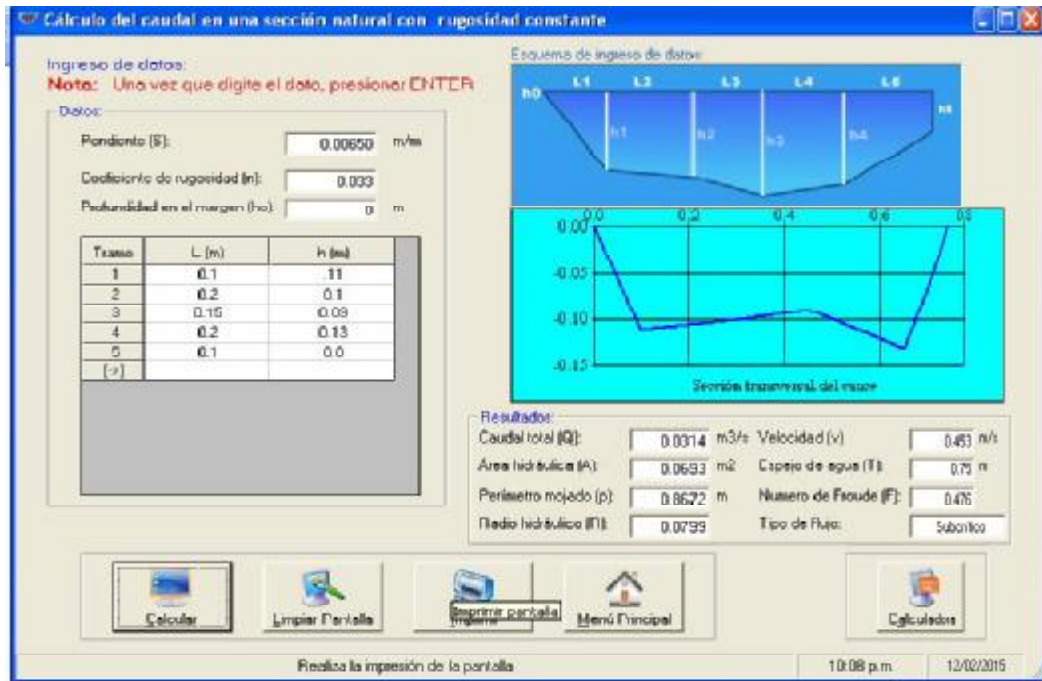 Cálculo del caudal en una sección natural con rugosidad constante
Ingreso de datos:
Nota: Una vez que digite el dato, presionar ENTER
Datos:
Pendiente (S): 0.00650 m/m
Coeficiente de rugosidad (n): 0.033
Profundidad en el margen (ho): 0 m
Tramo L (m) h (m)
1 0.1 .11
2 0.2 0.1
3 0.15 0.09
4 0.2 0.13
5 0.1 0.0
Esquema de ingreso de datos:
h0 L1 L2 L3 L4 L5
h1 h2 h3 h4
0.0 0.2 0.4 0.6 0.8
0.00
-0.05
-0.10
-0.15
Sección transversal del cauce
Resultados:
Caudal total (Q): 0.0314 m3/s Velocidad (v) 0.453 m/s
Area hidráulica (A): 0.0693 m2 Espejo de agua (T): 0.75 m
Perímetro mojado (p): 0.8672 m Numero de Froude (F): 0.476
Radio hidráulico (R): 0.0799 Tipo de Flujo: Subcrítico
Calcular Limpiar Pantalla Imprimir Menú Principal Calculadora
Imprimir pantalla
Realiza la impresión de la pantalla 10:08 p.m. 12/02/2015